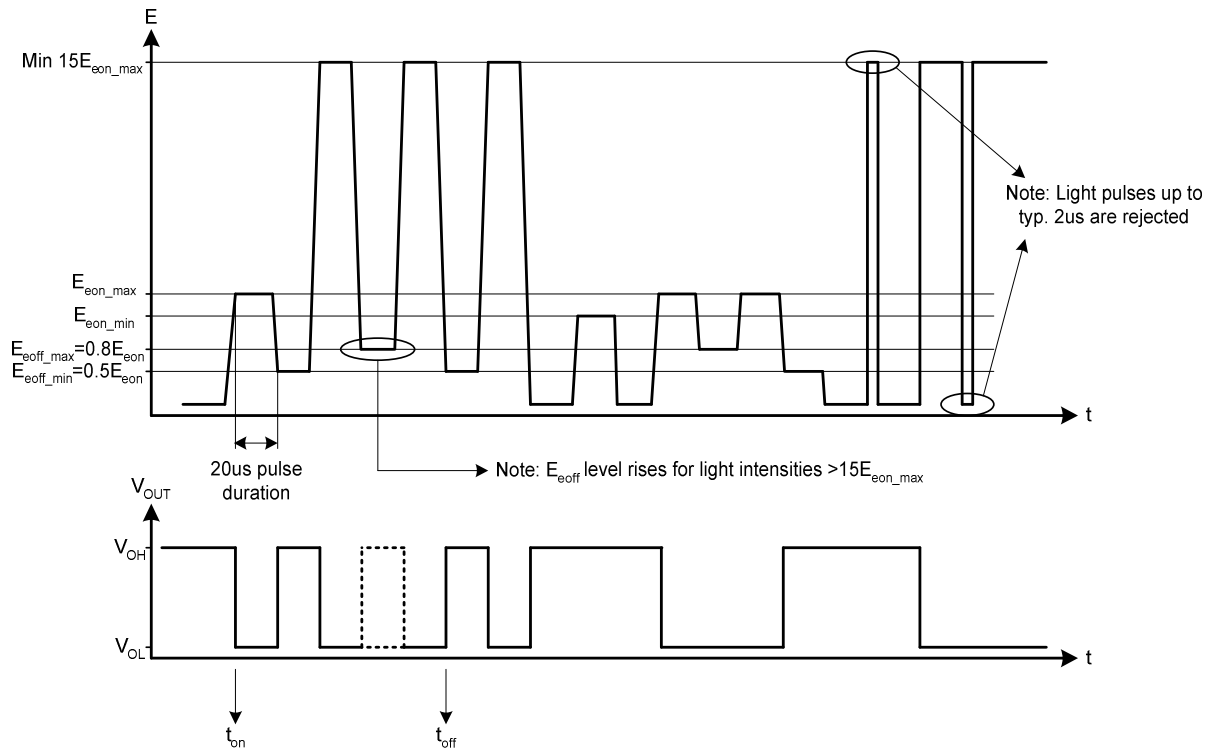 E
Min 15E_eon_max
Note: Light pulses up to
typ. 2us are rejected
E_eon_max
E_eon_min
E_eoff_max=0.8E_eon
E_eoff_min=0.5E_eon
t
20us pulse
duration
Note: E_eoff level rises for light intensities >15E_eon_max
V_OUT
V_OH
V_OL
t
t_on
t_off